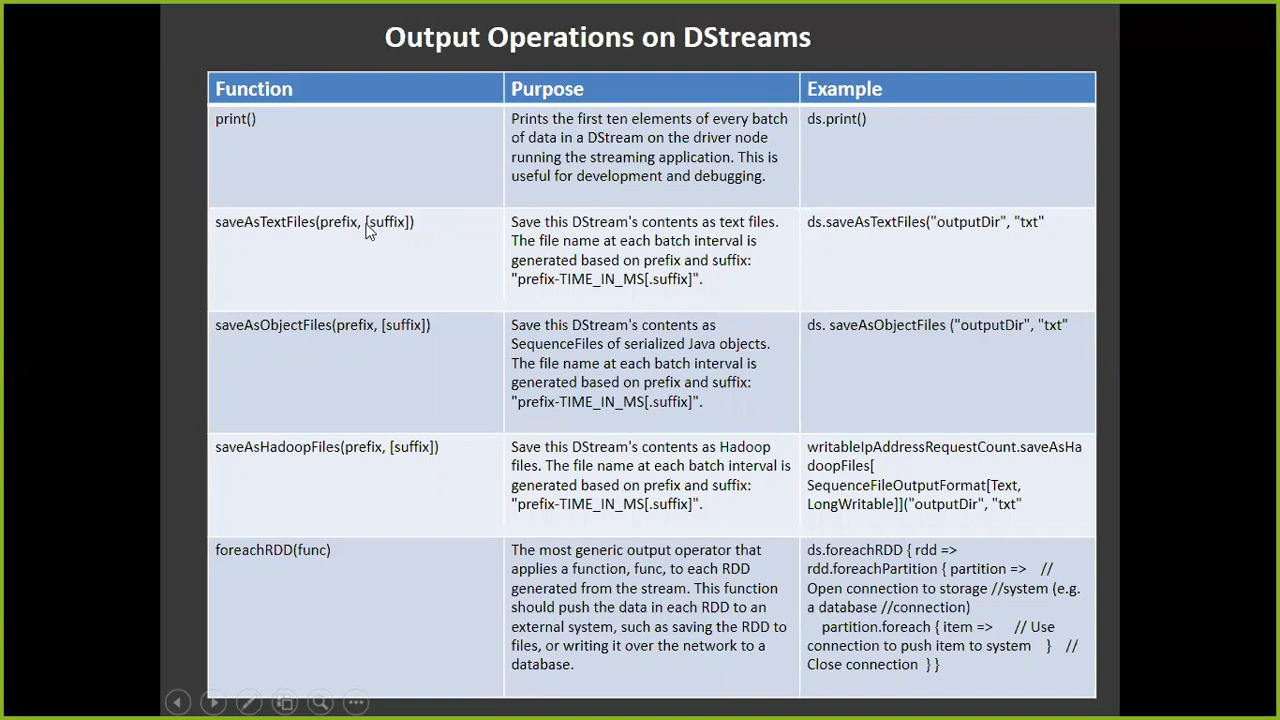 Output Operations on DStreams
Function
Purpose
Example
print()
Prints the first ten elements of every batch
of data in a DStream on the driver node
running the streaming application. This is
useful for development and debugging.
ds.print()
saveAsTextFiles(prefix, [suffix])
Save this DStream's contents as text files.
The file name at each batch interval is
generated based on prefix and suffix:
"prefix-TIME_IN_MS[.suffix]".
ds.saveAsTextFiles("outputDir", "txt"
saveAsObjectFiles(prefix, [suffix])
Save this DStream's contents as
SequenceFiles of serialized Java objects.
The file name at each batch interval is
generated based on prefix and suffix:
"prefix-TIME_IN_MS[.suffix]".
ds. saveAsObjectFiles ("outputDir", "txt"
saveAsHadoopFiles(prefix, [suffix])
Save this DStream's contents as Hadoop
files. The file name at each batch interval is
generated based on prefix and suffix:
"prefix-TIME_IN_MS[.suffix]".
writableIpAddressRequestCount.saveAsHa
doopFiles[
SequenceFileOutputFormat[Text,
LongWritable]]("outputDir", "txt"
foreachRDD(func)
The most generic output operator that
applies a function, func, to each RDD
generated from the stream. This function
should push the data in each RDD to an
external system, such as saving the RDD to
files, or writing it over the network to a
database.
ds.foreachRDD { rdd =>
rdd.foreachPartition { partition => //
Open connection to storage //system (e.g.
a database //connection)
partition.foreach { item => // Use
connection to push item to system } //
Close connection } }